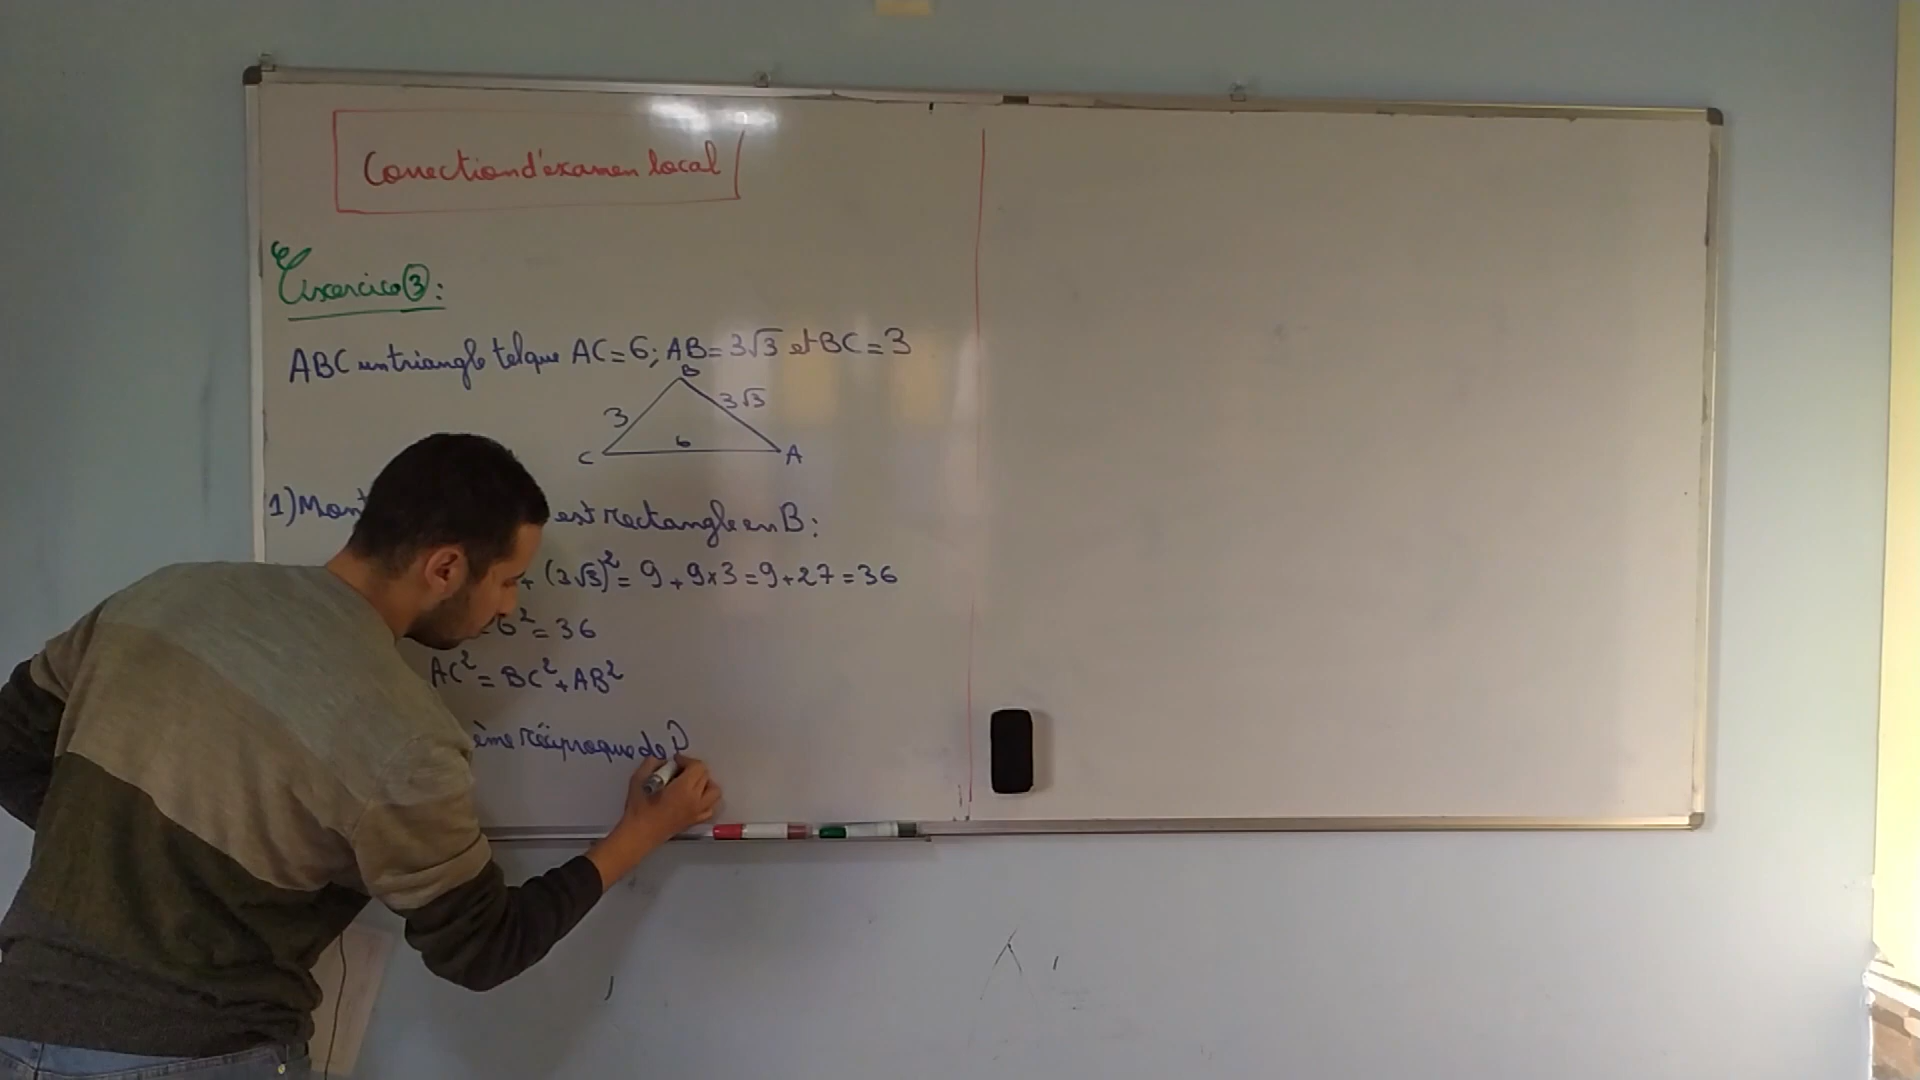 Correction d'examen local
Exercice 3 :
ABC un triangle tel que AC = 6 ; AB = 3√3 et BC = 3
B
3 3√3
6
C A
1) Mont est rectangle en B :
+ (3√3)² = 9 + 9×3 = 9 + 27 = 36
= 6² = 36
AC² = BC² + AB²
ème réciproque de P